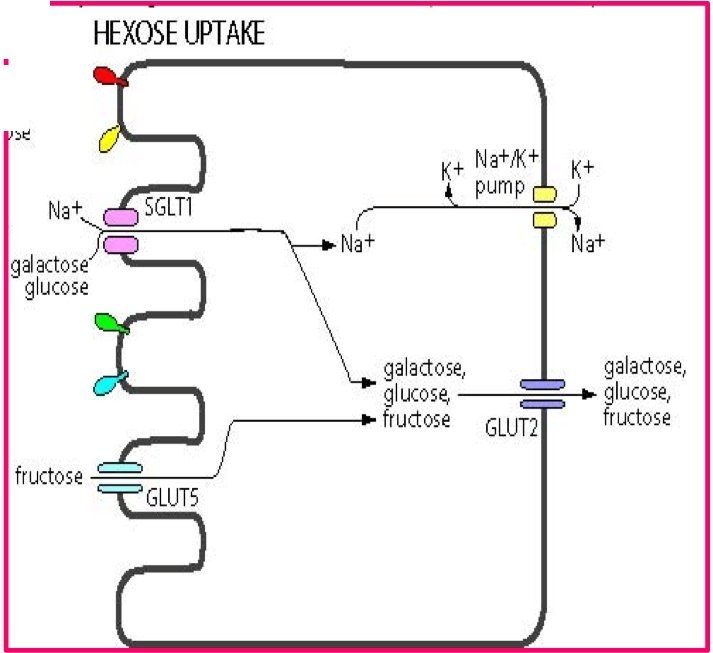 HEXOSE UPTAKE
Na+/K+
pump
K+
K+
SGLT1
Na+
Na+
Na+
galactose
glucose
galactose,
glucose,
fructose
galactose,
glucose,
fructose
GLUT2
fructose
GLUT5